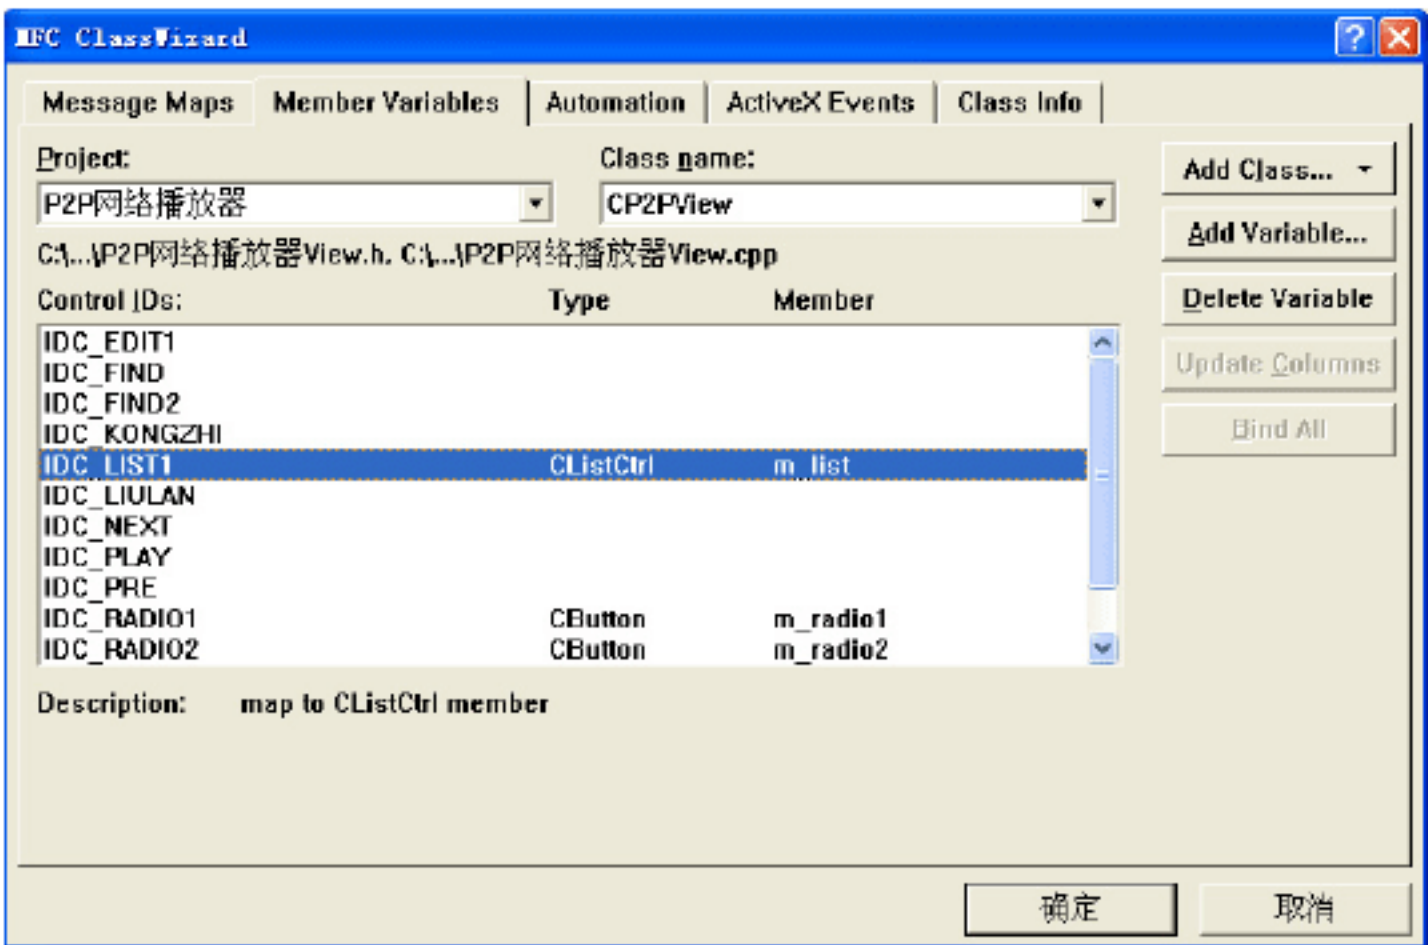 MFC ClassWizard
Message Maps Member Variables Automation ActiveX Events Class Info
Project: Class name:
P2P网络播放器 CP2PView
C:\...\P2P网络播放器View.h, C:\...\P2P网络播放器View.cpp
Control IDs: Type Member
IDC_EDIT1
IDC_FIND
IDC_FIND2
IDC_KONGZHI
IDC_LIST1 CListCtrl m_list
IDC_LIULAN
IDC_NEXT
IDC_PLAY
IDC_PRE
IDC_RADIO1 CButton m_radio1
IDC_RADIO2 CButton m_radio2
Description: map to CListCtrl member
Add Class...
Add Variable...
Delete Variable
Update Columns
Bind All
确定 取消